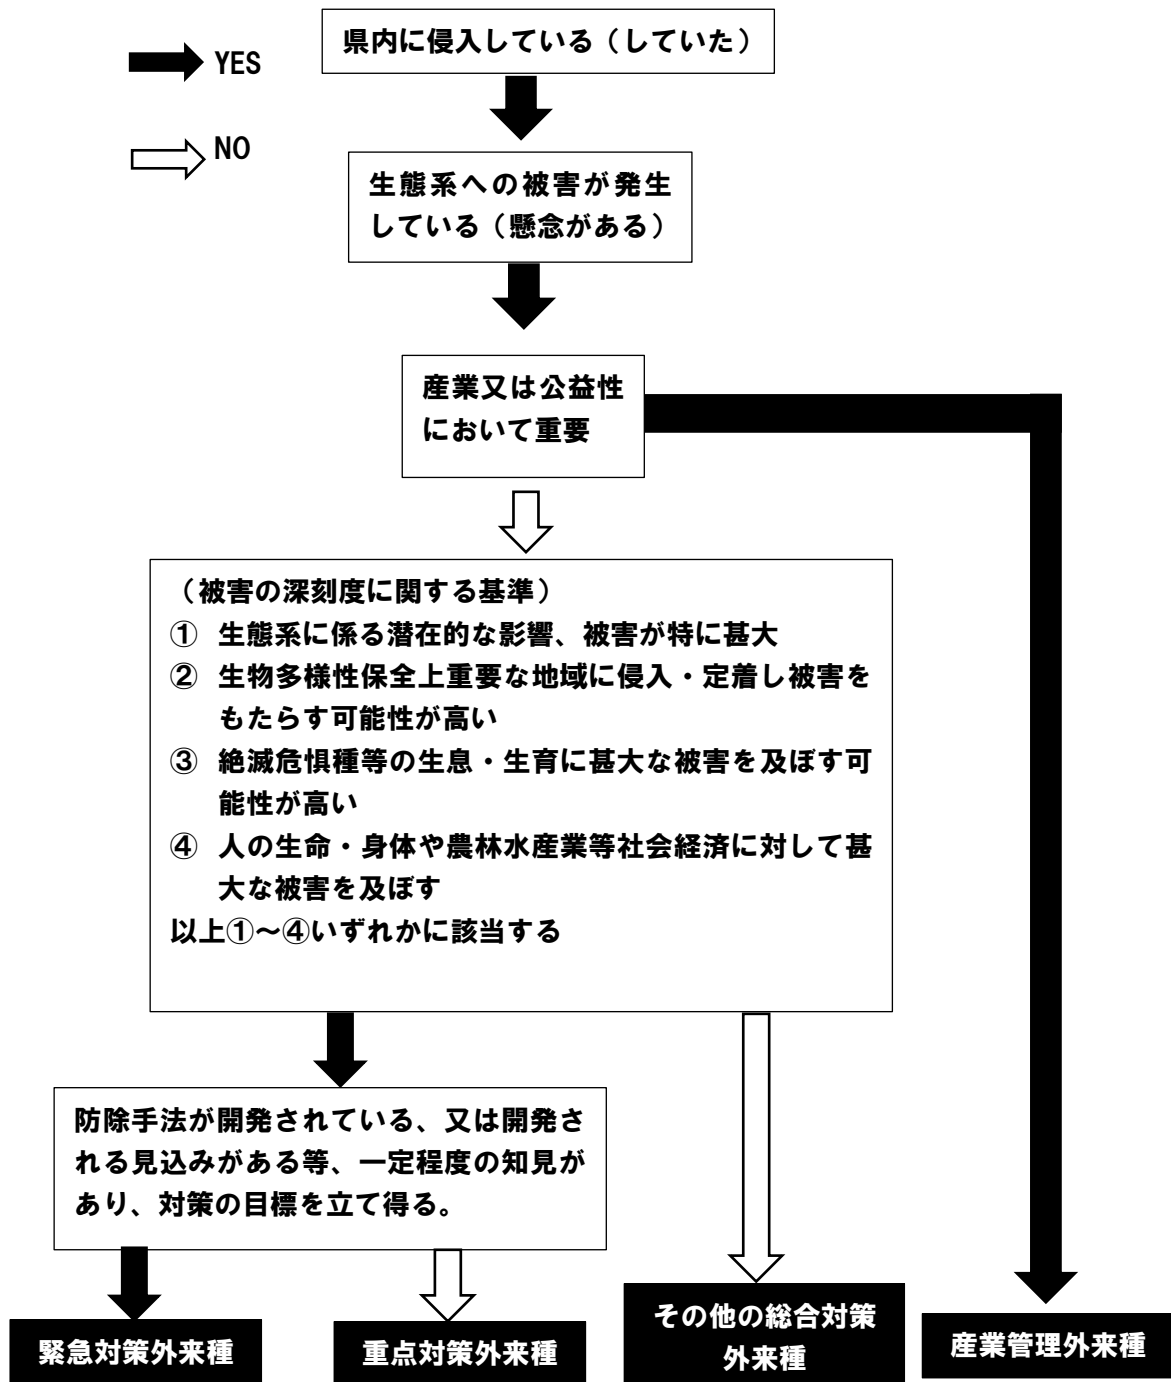 県内に侵入している（していた）
YES
NO
生態系への被害が発生
している（懸念がある）
産業又は公益性
において重要
（被害の深刻度に関する基準）
① 生態系に係る潜在的な影響、被害が特に甚大
② 生物多様性保全上重要な地域に侵入・定着し被害を
もたらす可能性が高い
③ 絶滅危惧種等の生息・生育に甚大な被害を及ぼす可
能性が高い
④ 人の生命・身体や農林水産業等社会経済に対して甚
大な被害を及ぼす
以上①～④いずれかに該当する
防除手法が開発されている、又は開発さ
れる見込みがある等、一定程度の知見が
あり、対策の目標を立て得る。
緊急対策外来種
重点対策外来種
その他の総合対策
外来種
産業管理外来種